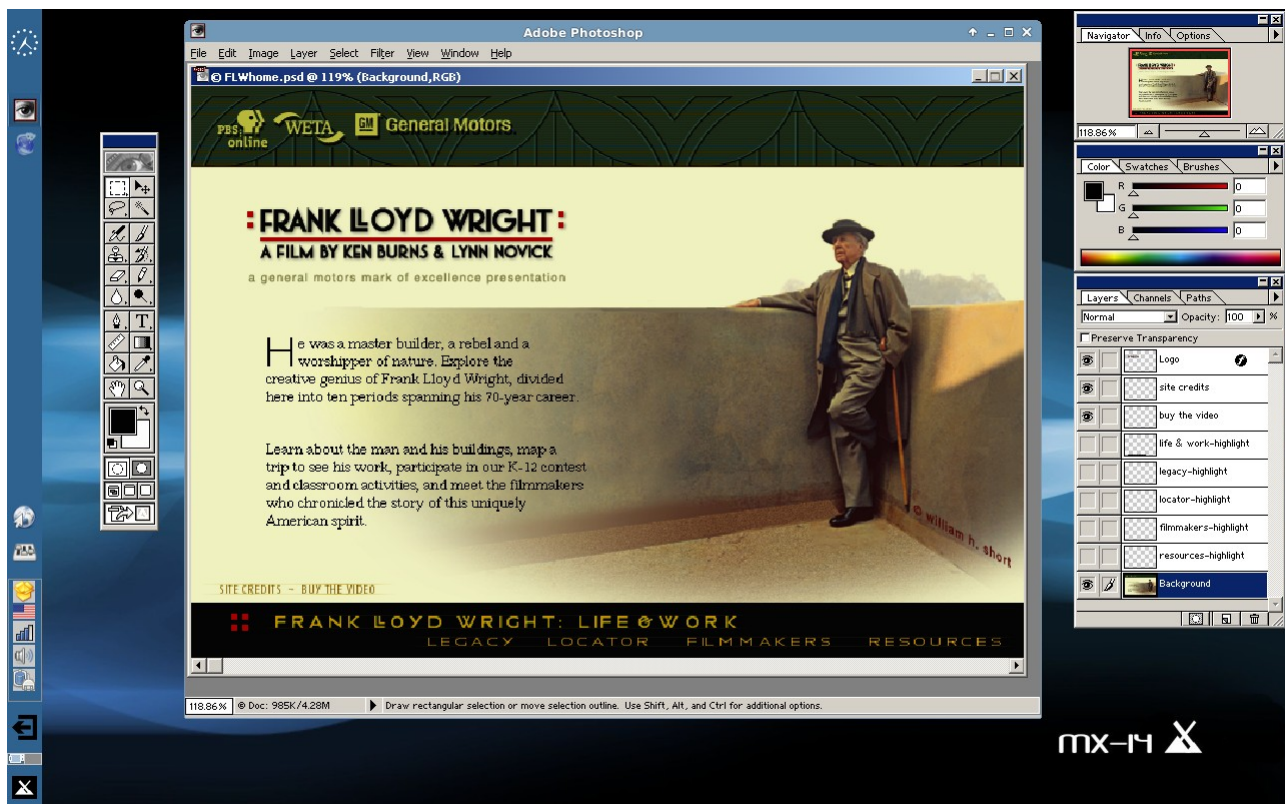 Adobe Photoshop
File Edit Image Layer Select Filter View Window Help
© FLWhome.psd @ 119% (Background,RGB)
PBS online
WETA
GM General Motors
FRANK LLOYD WRIGHT
A FILM BY KEN BURNS & LYNN NOVICK
a general motors mark of excellence presentation
He was a master builder, a rebel and a
worshipper of nature. Explore the
creative genius of Frank Lloyd Wright, divided
here into ten periods spanning his 70-year career.
Learn about the man and his buildings, map a
trip to see his work, participate in our K-12 contest
and classroom activities, and meet the filmmakers
who chronicled the story of this uniquely
American spirit.
© william h. short
SITE CREDITS - BUY THE VIDEO
FRANK LLOYD WRIGHT: LIFE & WORK
LEGACY LOCATOR FILMMAKERS RESOURCES
118.86% © Doc: 985K/4.28M Draw rectangular selection or move selection outline. Use Shift, Alt, and Ctrl for additional options.
Navigator Info Options
118.86%
Color Swatches Brushes
R 0
G 0
B 0
Layers Channels Paths
Normal Opacity: 100 %
Preserve Transparency
Logo
site credits
buy the video
life & work-highlight
legacy-highlight
locator-highlight
filmmakers-highlight
resources-highlight
Background
T
mx-14